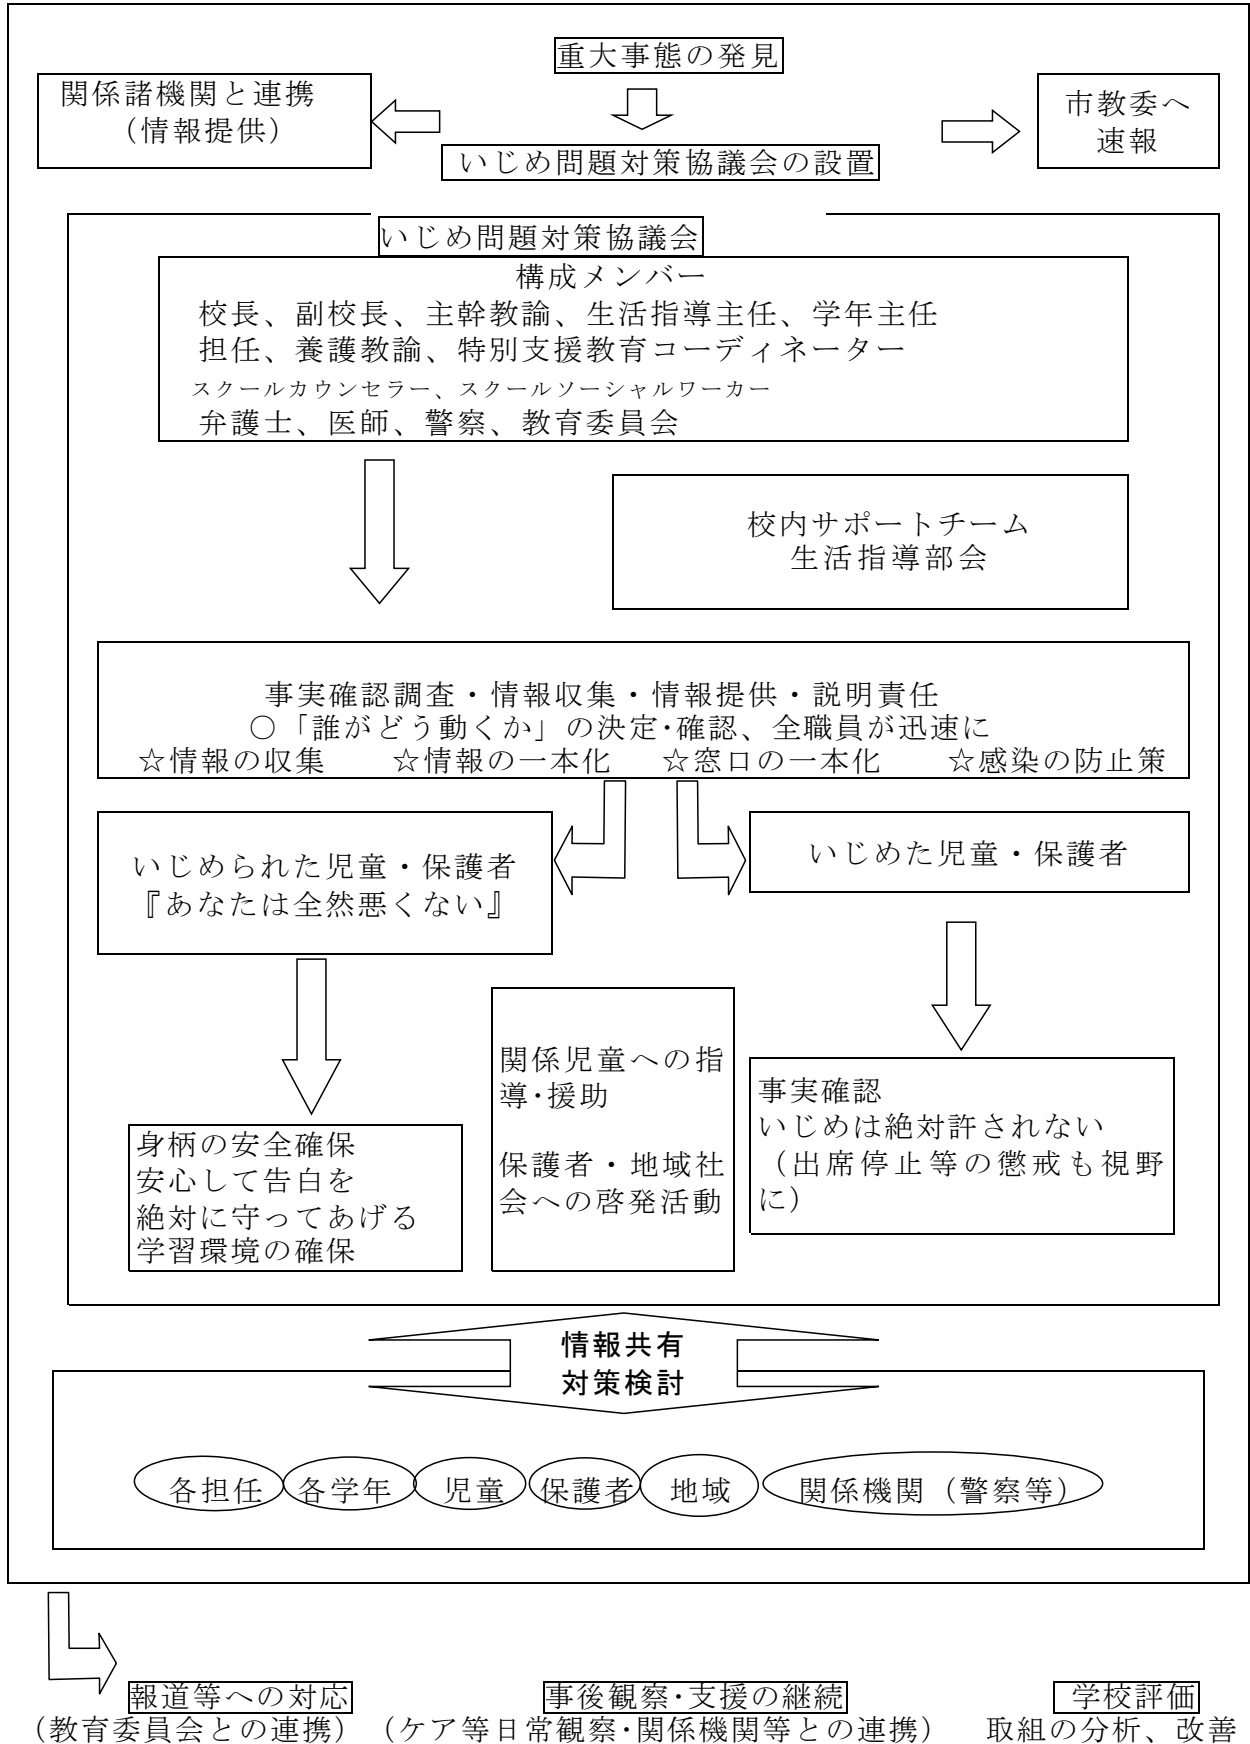 重大事態の発見
関係諸機関と連携
（情報提供）
市教委へ
速報
いじめ問題対策協議会の設置
いじめ問題対策協議会
構成メンバー
校長、副校長、主幹教諭、生活指導主任、学年主任
担任、養護教諭、特別支援教育コーディネーター
スクールカウンセラー、スクールソーシャルワーカー
弁護士、医師、警察、教育委員会
校内サポートチーム
生活指導部会
事実確認調査・情報収集・情報提供・説明責任
○「誰がどう動くか」の決定･確認、全職員が迅速に
☆情報の収集　☆情報の一本化　☆窓口の一本化　☆感染の防止策
いじめられた児童・保護者
『あなたは全然悪くない』
いじめた児童・保護者
身柄の安全確保
安心して告白を
絶対に守ってあげる
学習環境の確保
関係児童への指
導･援助
保護者・地域社
会への啓発活動
事実確認
いじめは絶対許されない
（出席停止等の懲戒も視野
に）
情報共有
対策検討
各担任　各学年　児童　保護者　地域　関係機関（警察等）
報道等への対応　事後観察･支援の継続　学校評価
（教育委員会との連携）（ケア等日常観察･関係機関等との連携）　取組の分析、改善